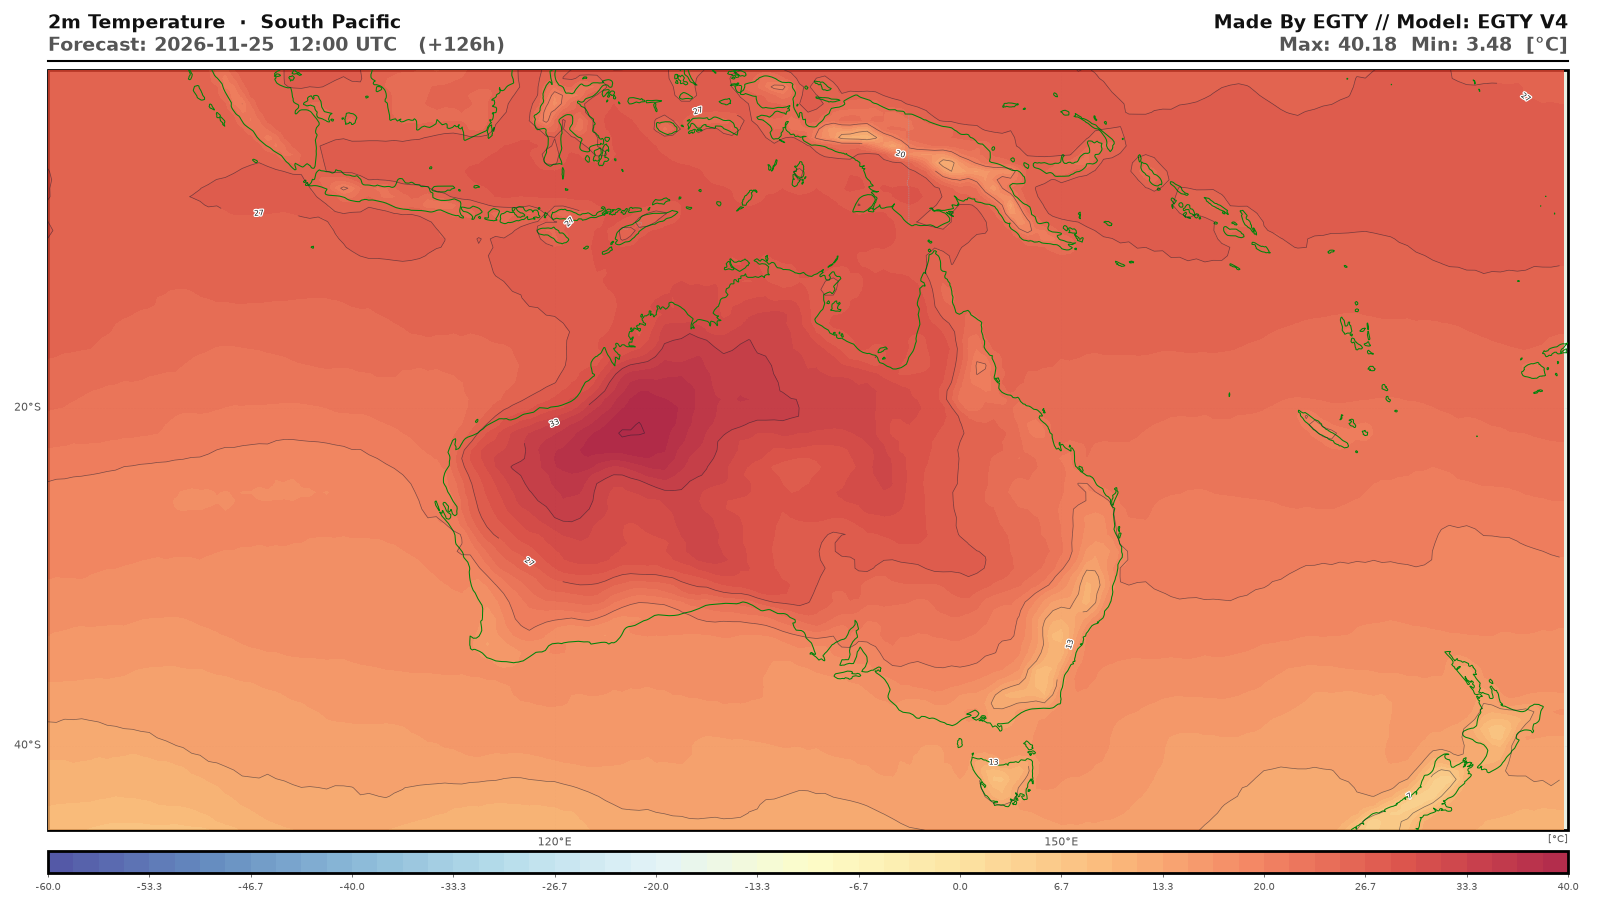 2m Temperature · South Pacific
Made By EGTY // Model: EGTY V4
Forecast: 2026-11-25 12:00 UTC (+126h)
Max: 40.18 Min: 3.48 [°C]
27
20
27
27
27
20°S
33
27
13
40°S
13
7
120°E
150°E
[°C]
-60.0
-53.3
-46.7
-40.0
-33.3
-26.7
-20.0
-13.3
-6.7
0.0
6.7
13.3
20.0
26.7
33.3
40.0